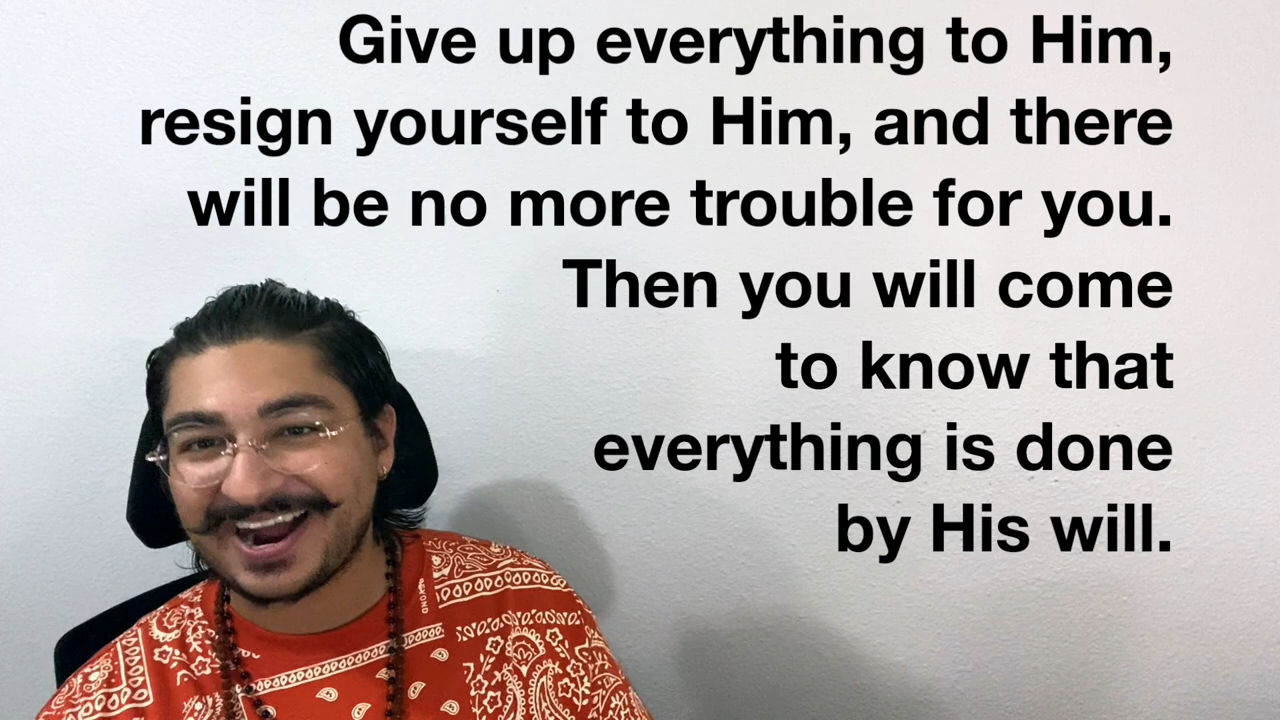 Give up everything to Him,
resign yourself to Him, and there
will be no more trouble for you.
Then you will come
to know that
everything is done
by His will.